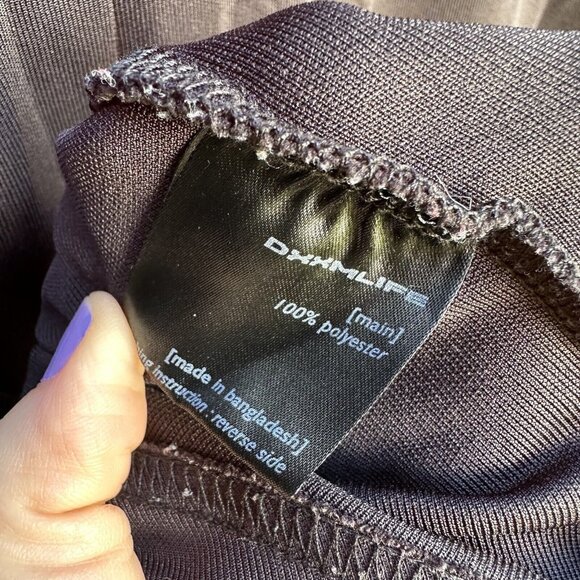 DXXMLIFE
[main]
100% polyester
[made in bangladesh]
instruction · reverse side